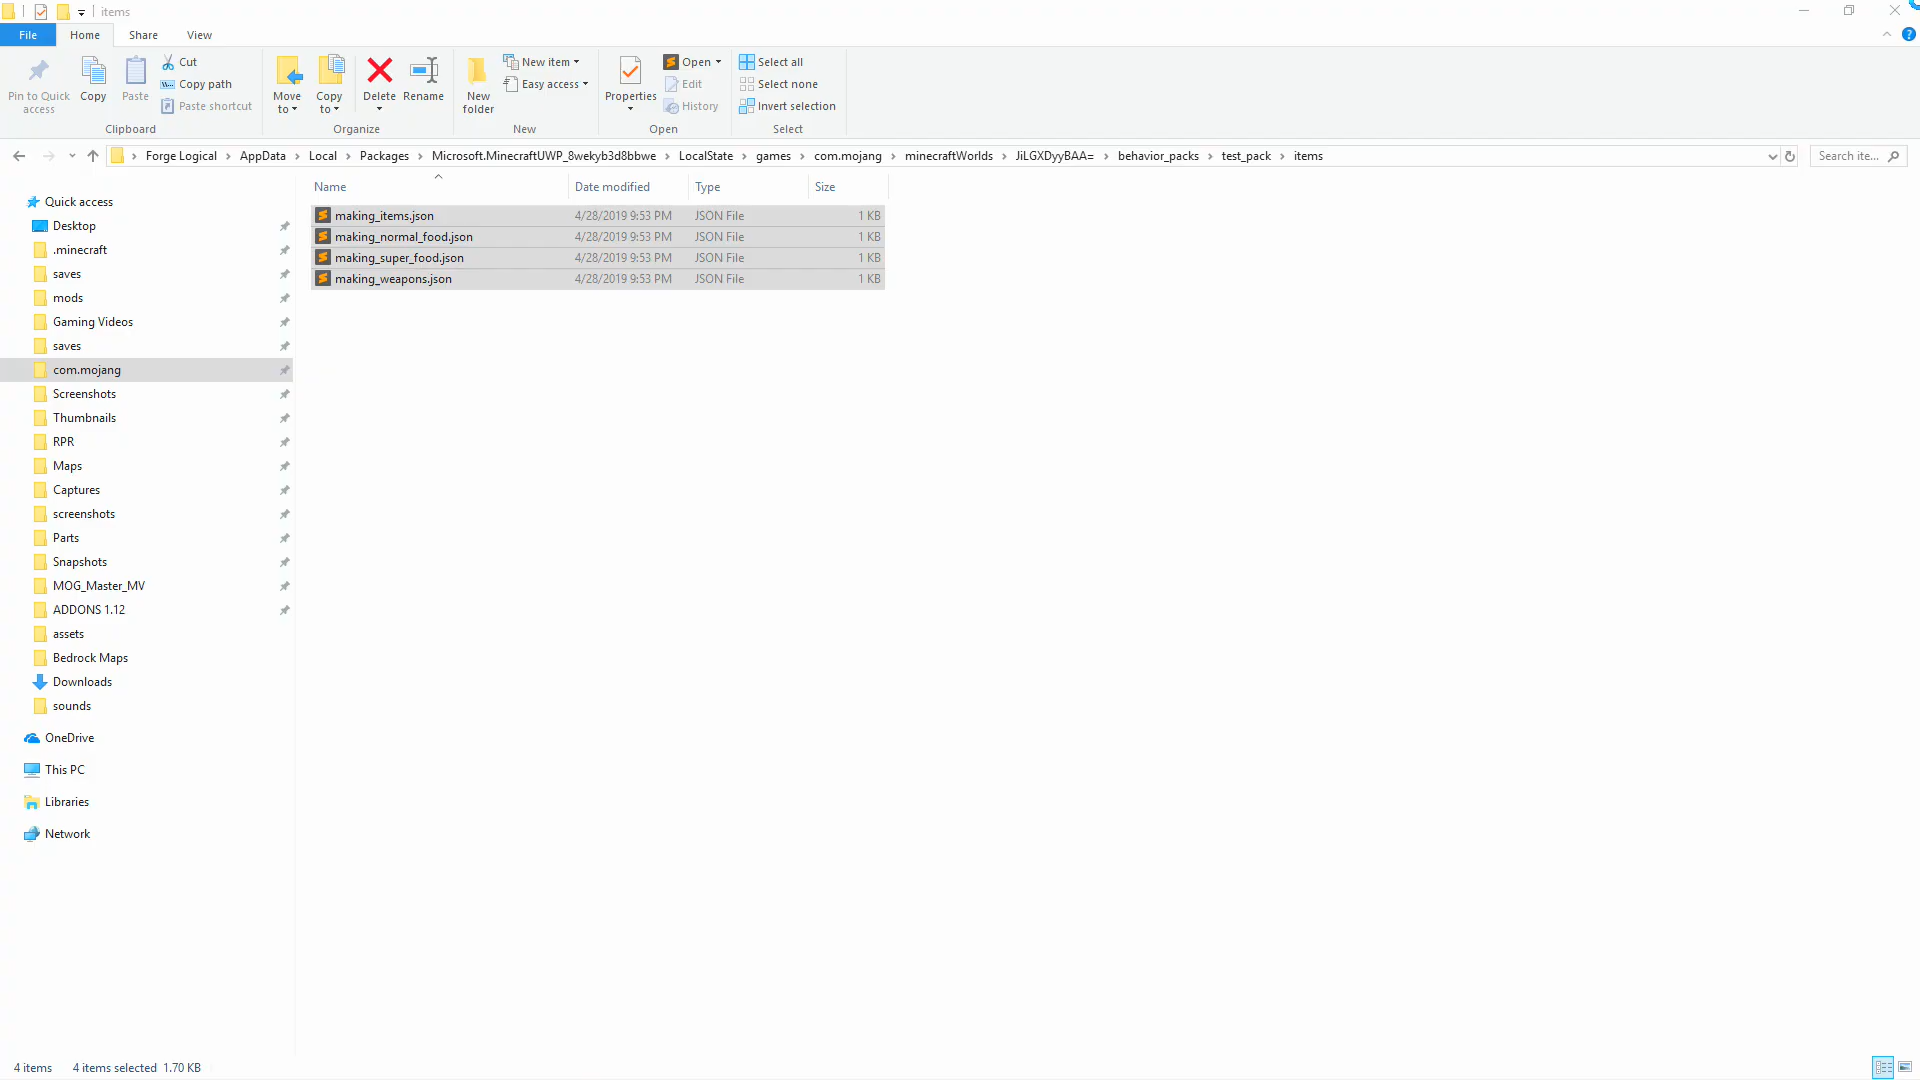 items
File Home Share View
Pin to Quick access
Copy
Paste
Cut
Copy path
Paste shortcut
Clipboard
Move to
Copy to
Delete
Rename
Organize
New folder
New item
Easy access
New
Properties
Open
Edit
History
Open
Select all
Select none
Invert selection
Select
Forge Logical > AppData > Local > Packages > Microsoft.MinecraftUWP_8wekyb3d8bbwe > LocalState > games > com.mojang > minecraftWorlds > JiLGXDyyBAA= > behavior_packs > test_pack > items
Search ite...
Name Date modified Type Size
making_items.json 4/28/2019 9:53 PM JSON File 1 KB
making_normal_food.json 4/28/2019 9:53 PM JSON File 1 KB
making_super_food.json 4/28/2019 9:53 PM JSON File 1 KB
making_weapons.json 4/28/2019 9:53 PM JSON File 1 KB
Quick access
Desktop
.minecraft
saves
mods
Gaming Videos
saves
com.mojang
Screenshots
Thumbnails
RPR
Maps
Captures
screenshots
Parts
Snapshots
MOG_Master_MV
ADDONS 1.12
assets
Bedrock Maps
Downloads
sounds
OneDrive
This PC
Libraries
Network
4 items 4 items selected 1.70 KB